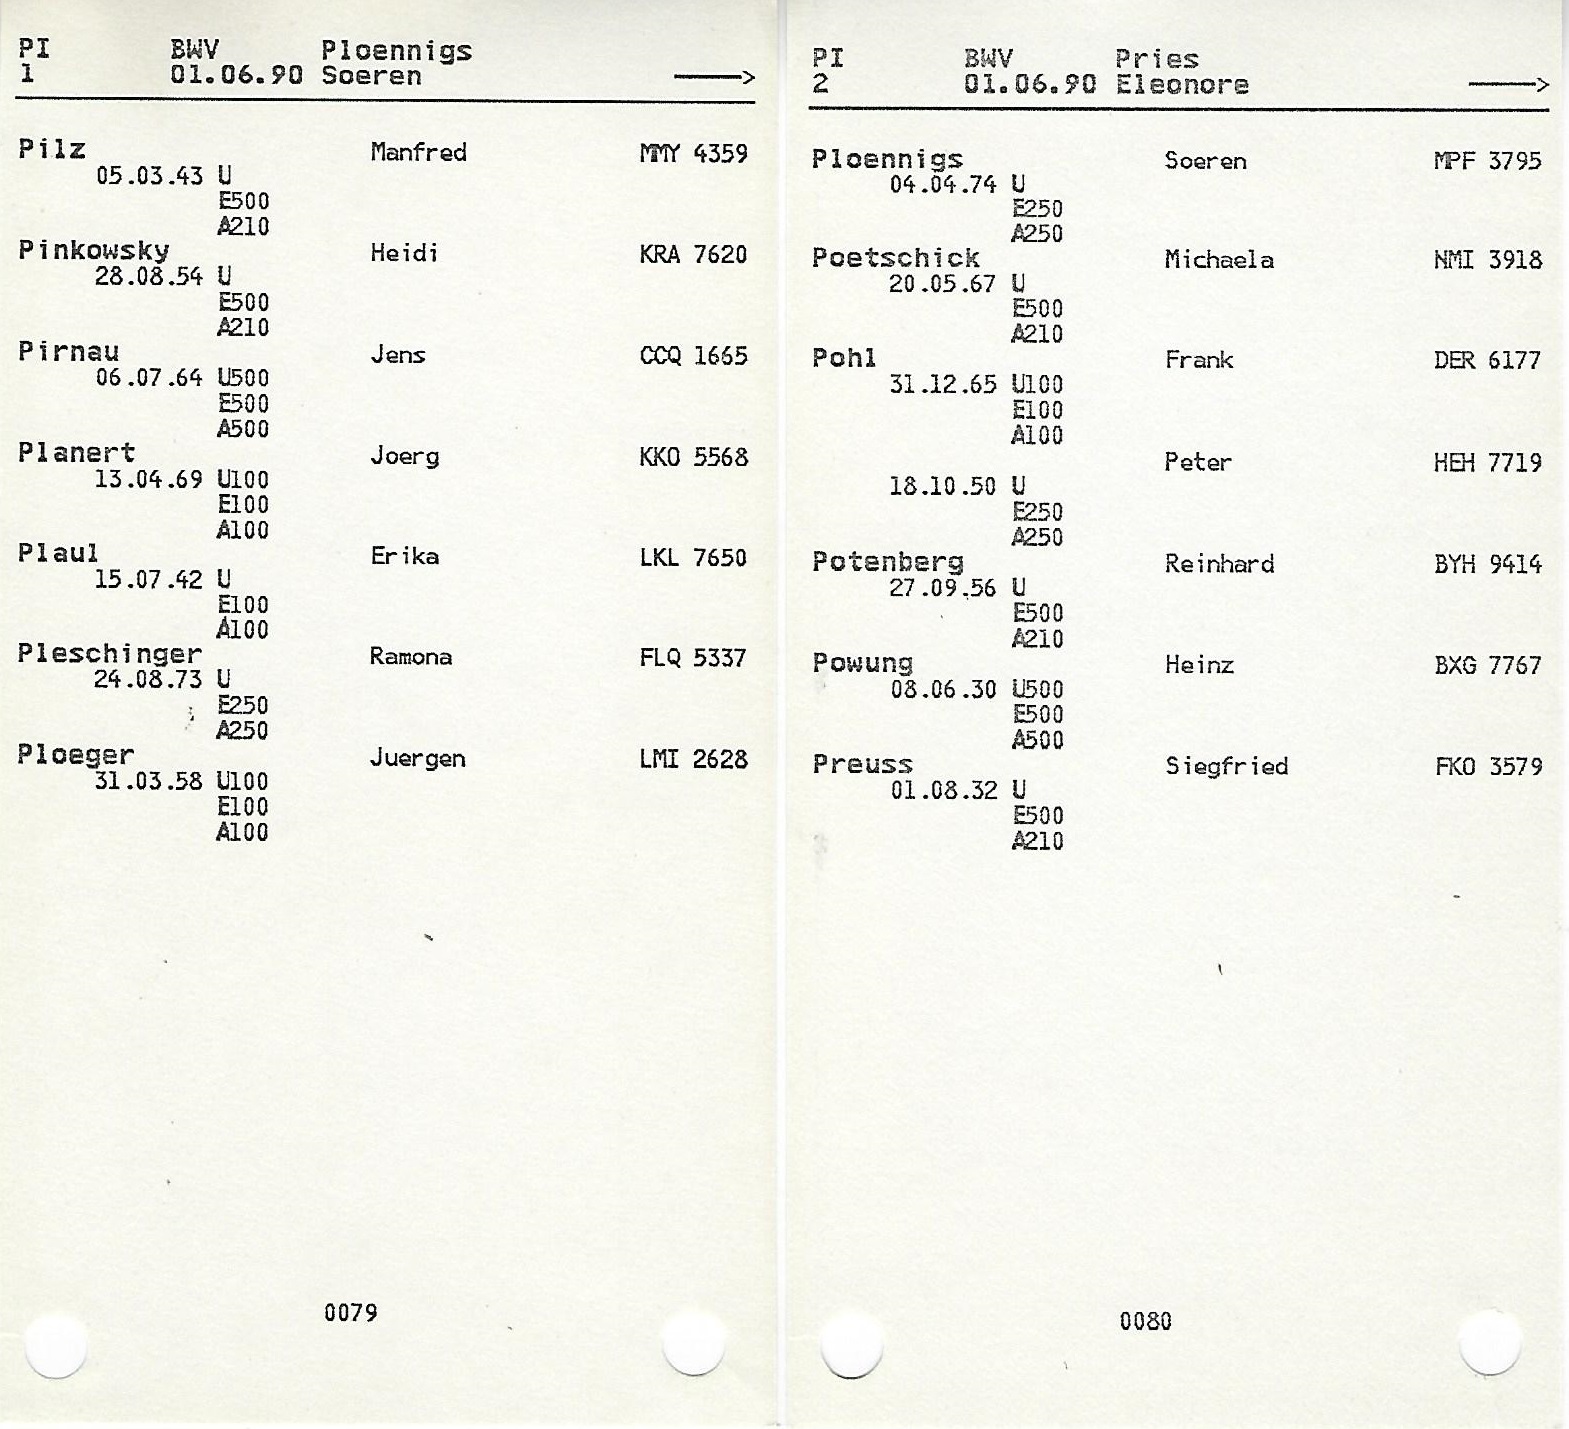 PI BWV Ploennigs
1 01.06.90 Soeren ——>
Pilz Manfred MMY 4359
05.03.43 U
E500
A210
Pinkowsky Heidi KRA 7620
28.08.54 U
E500
A210
Pirnau Jens CCQ 1665
06.07.64 U500
E500
A500
Planert Joerg KKO 5568
13.04.69 U100
E100
A100
Plaul Erika LKL 7650
15.07.42 U
E100
A100
Pleschinger Ramona FLQ 5337
24.08.73 U
E250
A250
Ploeger Juergen LMI 2628
31.03.58 U100
E100
A100
0079
PI BWV Pries
2 01.06.90 Eleonore ——>
Ploennigs Soeren MPF 3795
04.04.74 U
E250
A250
Poetschick Michaela NMI 3918
20.05.67 U
E500
A210
Pohl Frank DER 6177
31.12.65 U100
E100
A100
Peter HEH 7719
18.10.50 U
E250
A250
Potenberg Reinhard BYH 9414
27.09.56 U
E500
A210
Powung Heinz BXG 7767
08.06.30 U500
E500
A500
Preuss Siegfried FKO 3579
01.08.32 U
E500
A210
0080